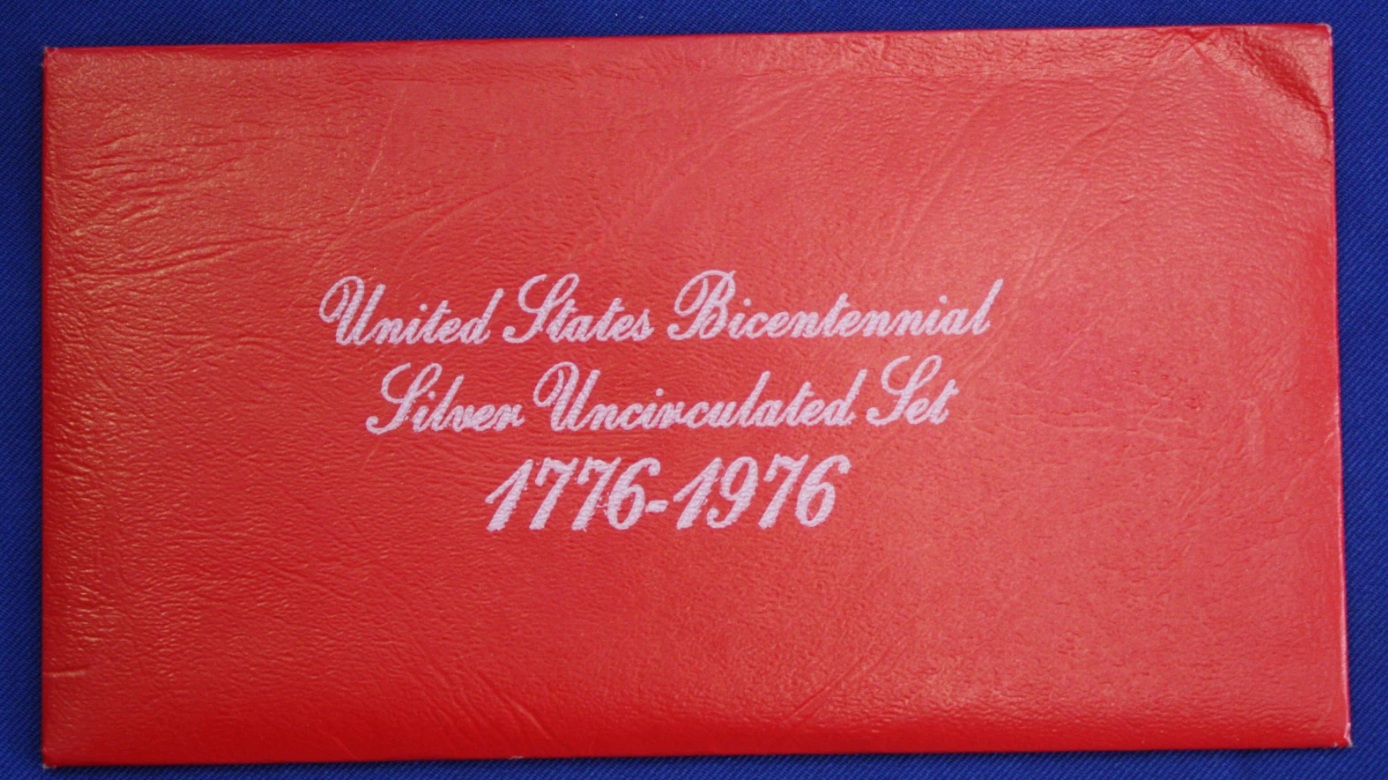 United States Bicentennial
Silver Uncirculated Set
1776-1976